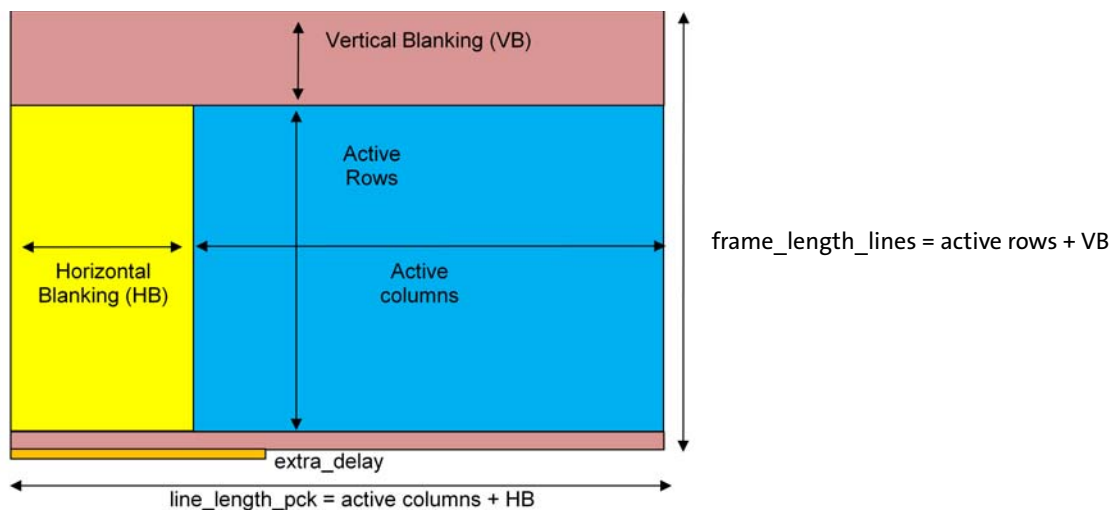 Vertical Blanking (VB)
Active
Rows
frame_length_lines = active rows + VB
Horizontal
Blanking (HB)
Active
columns
extra_delay
line_length_pck = active columns + HB